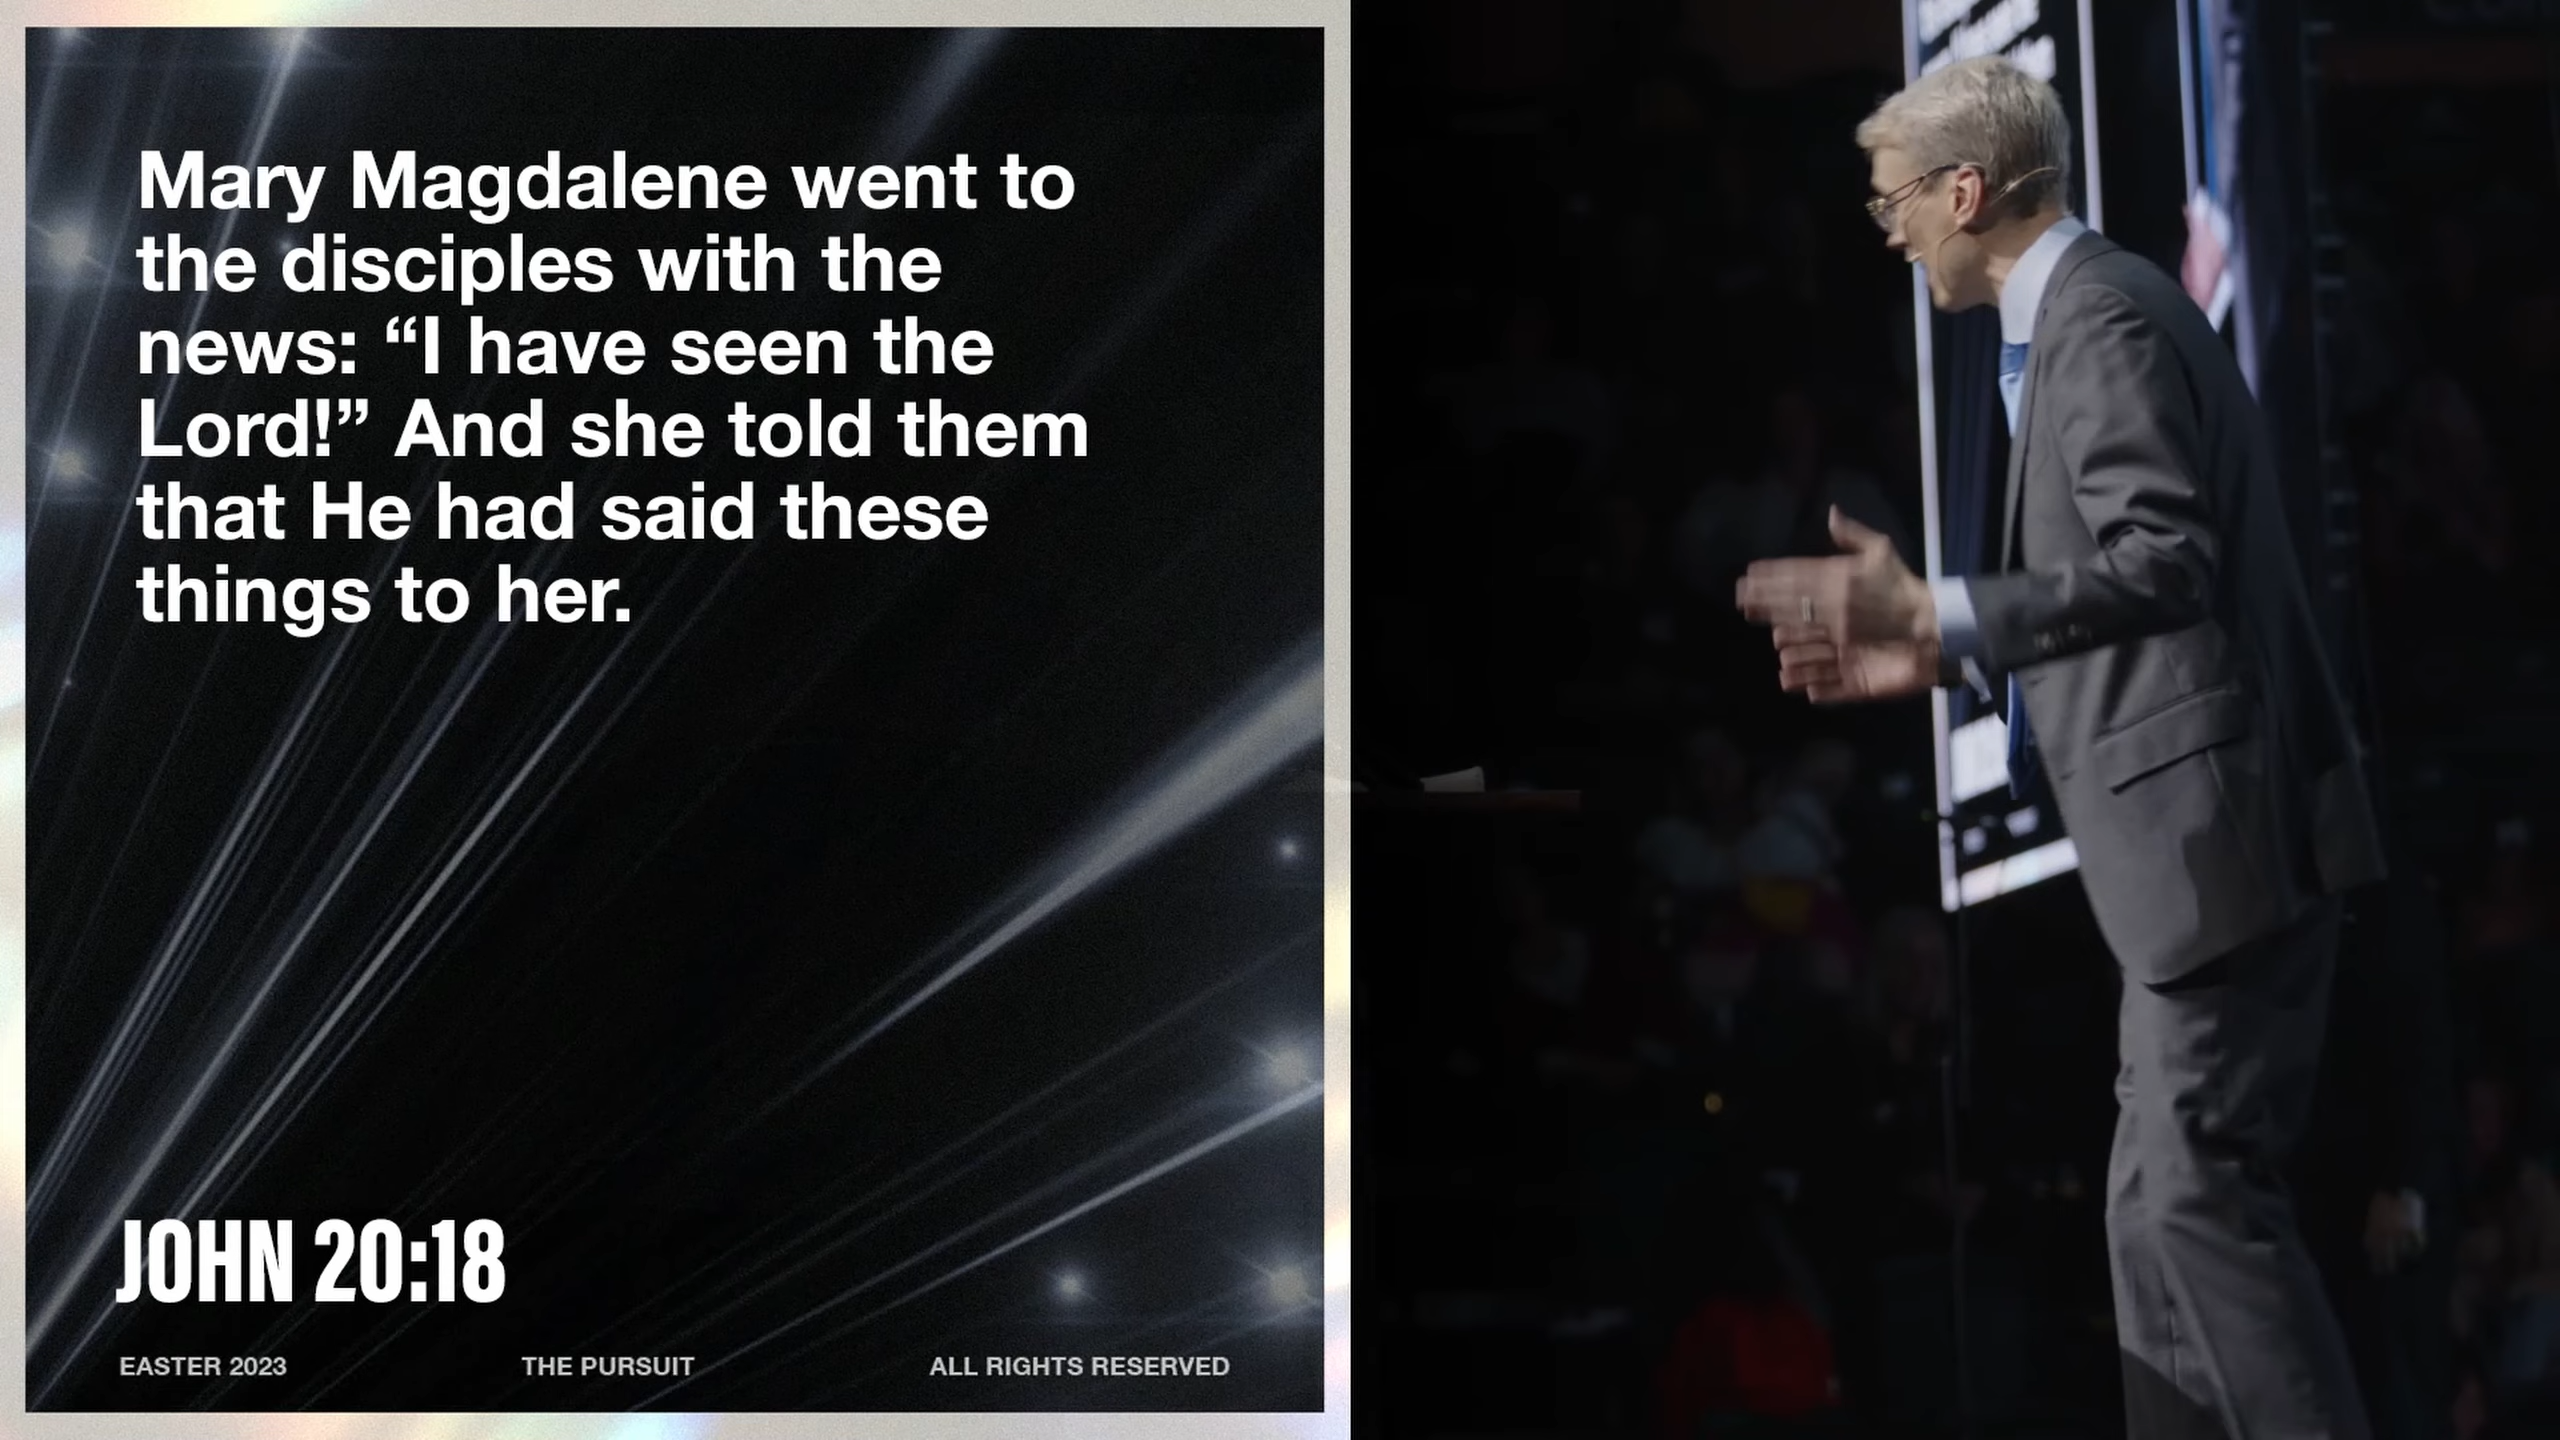 Mary Magdalene went to
the disciples with the
news: “I have seen the
Lord!” And she told them
that He had said these
things to her.
JOHN 20:18
EASTER 2023 THE PURSUIT ALL RIGHTS RESERVED